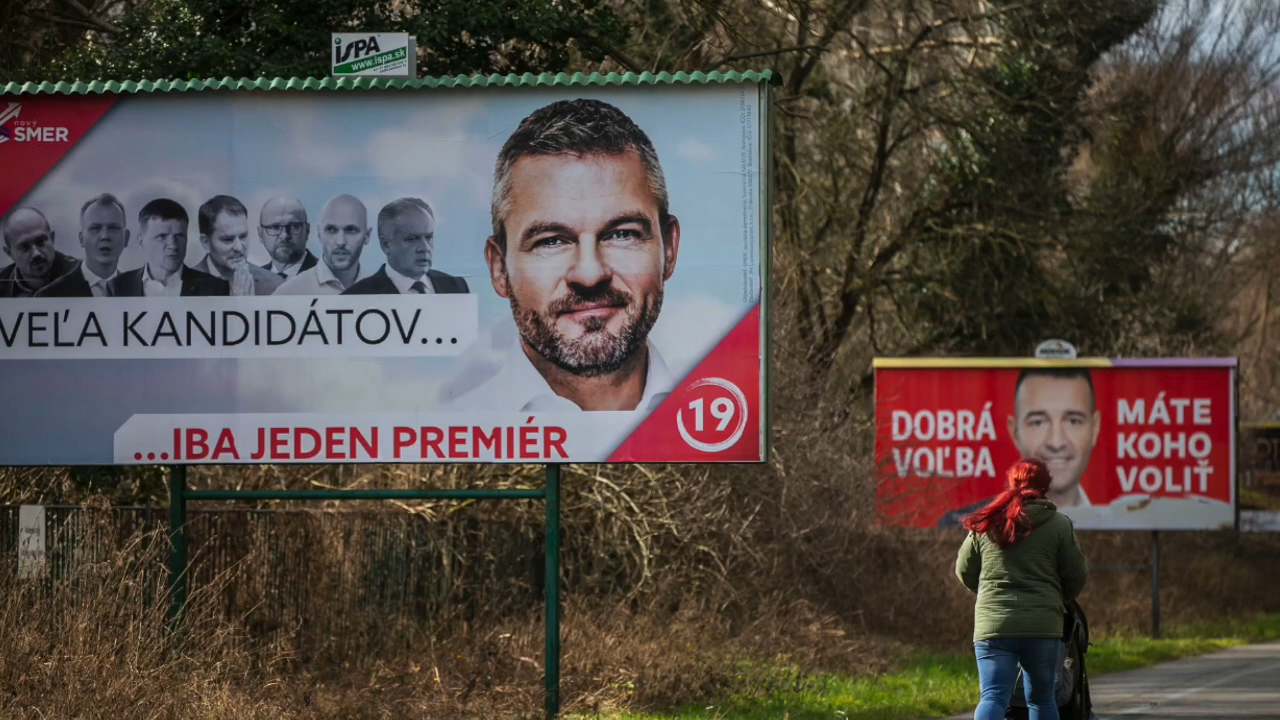 iSPA
www.ispa.sk
nový
SMER
VEĽA KANDIDÁTOV...
...IBA JEDEN PREMIÉR
19
DOBRÁ
VOĽBA
MÁTE
KOHO
VOLIŤ